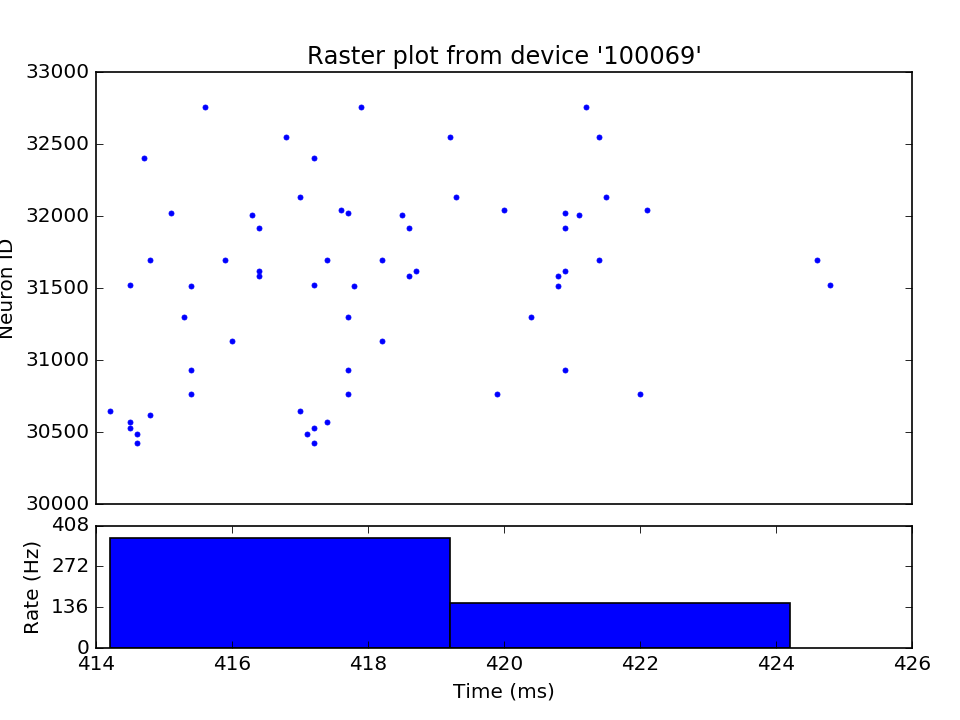 Raster plot from device '100069'
33000
32500
32000
31500
31000
30500
30000
Neuron ID
408
272
136
0
Rate (Hz)
414 416 418 420 422 424 426
Time (ms)